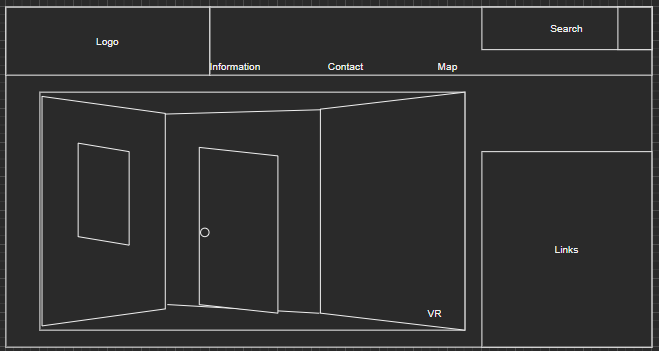 Logo
Search
Information
Contact
Map
Links
VR